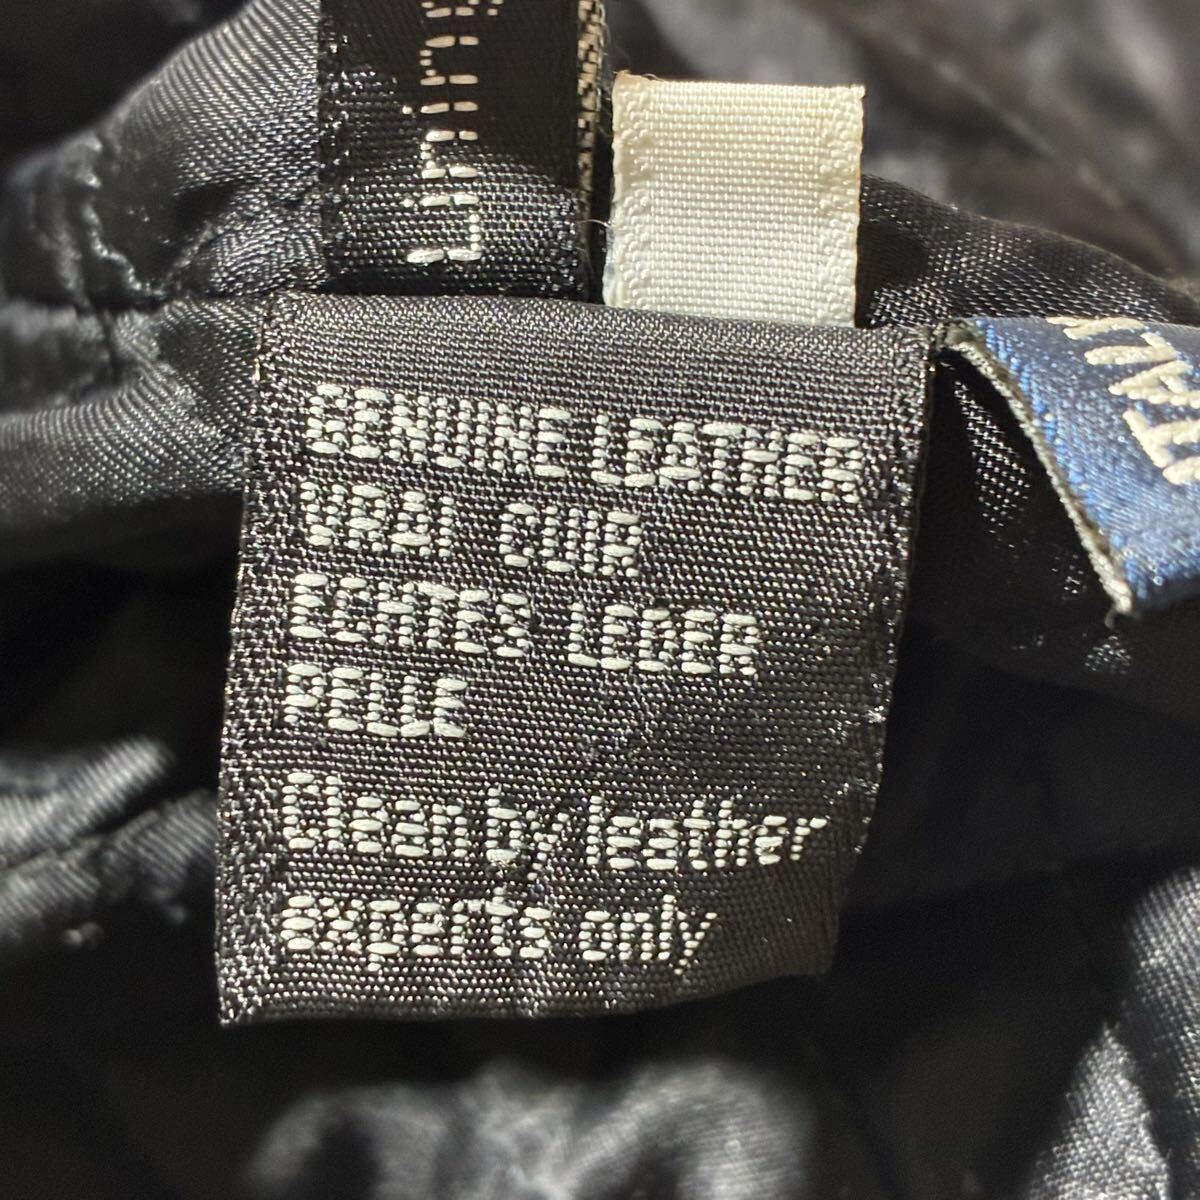 GENUINE LEATHER
VRAI CUIR
ECHTES LEDER
PELLE
Clean by leather
experts only